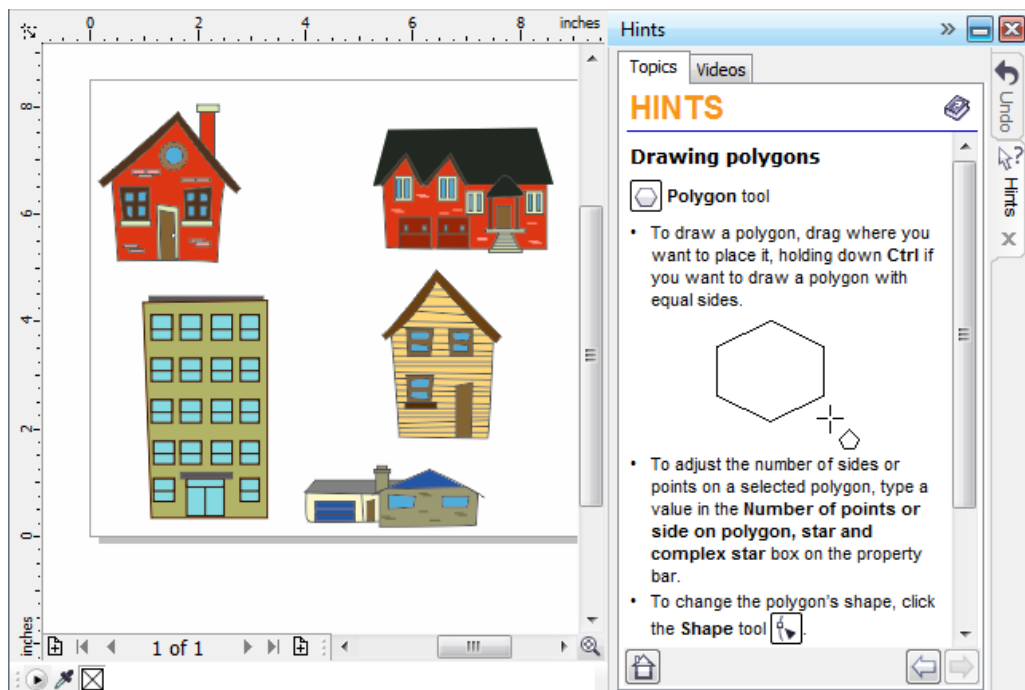 0 2 4 6 8 inches
8
6
4
2
0
inches
1 of 1
Hints
Topics Videos
HINTS
Drawing polygons
Polygon tool
• To draw a polygon, drag where you
want to place it, holding down Ctrl if
you want to draw a polygon with
equal sides.
• To adjust the number of sides or
points on a selected polygon, type a
value in the Number of points or
side on polygon, star and
complex star box on the property
bar.
• To change the polygon's shape, click
the Shape tool .
Undo
Hints